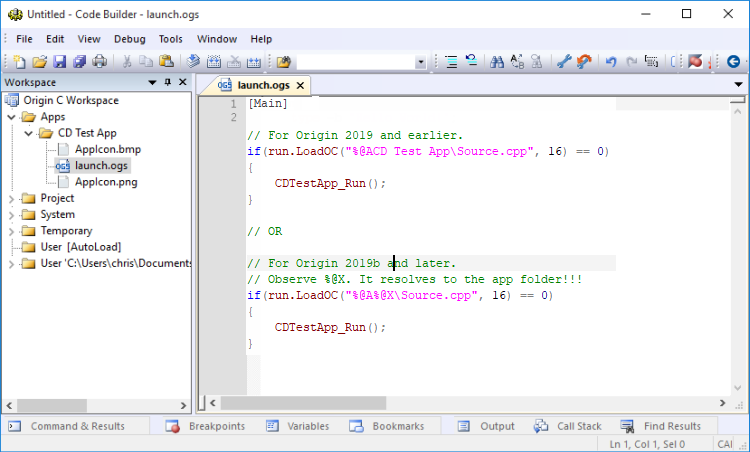 Untitled - Code Builder - launch.ogs
File Edit View Debug Tools Window Help
Workspace
Origin C Workspace
Apps
CD Test App
AppIcon.bmp
launch.ogs
AppIcon.png
Project
System
Temporary
User [AutoLoad]
User 'C:\Users\chris\Documents
launch.ogs
1 [Main]
2
// For Origin 2019 and earlier.
if(run.LoadOC("%@ACD Test App\Source.cpp", 16) == 0)
{
CDTestApp_Run();
}
// OR
// For Origin 2019b and later.
// Observe %@X. It resolves to the app folder!!!
if(run.LoadOC("%@A%@X\Source.cpp", 16) == 0)
{
CDTestApp_Run();
}
Command & Results Breakpoints Variables Bookmarks Output Call Stack Find Results
Ln 1, Col 1, Sel 0 CAI